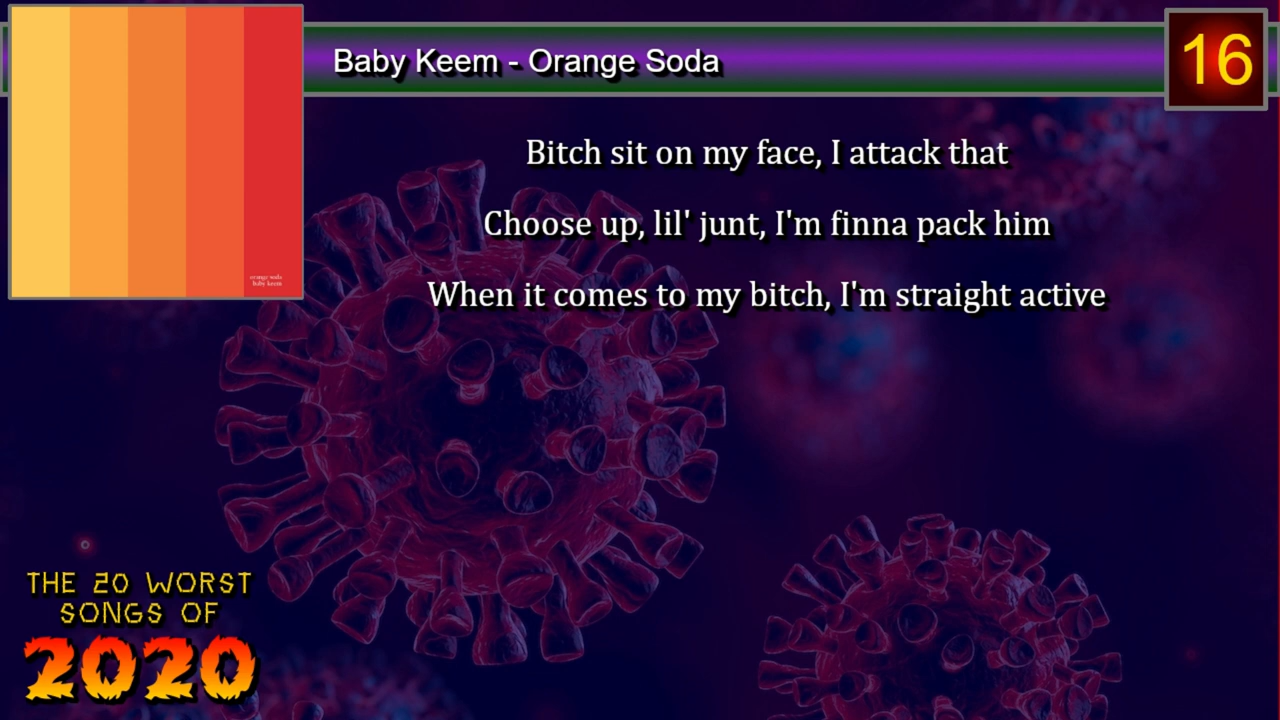 Baby Keem - Orange Soda
16
Bitch sit on my face, I attack that
Choose up, lil' junt, I'm finna pack him
When it comes to my bitch, I'm straight active
orange soda
baby keem
THE 20 WORST
SONGS OF
2020